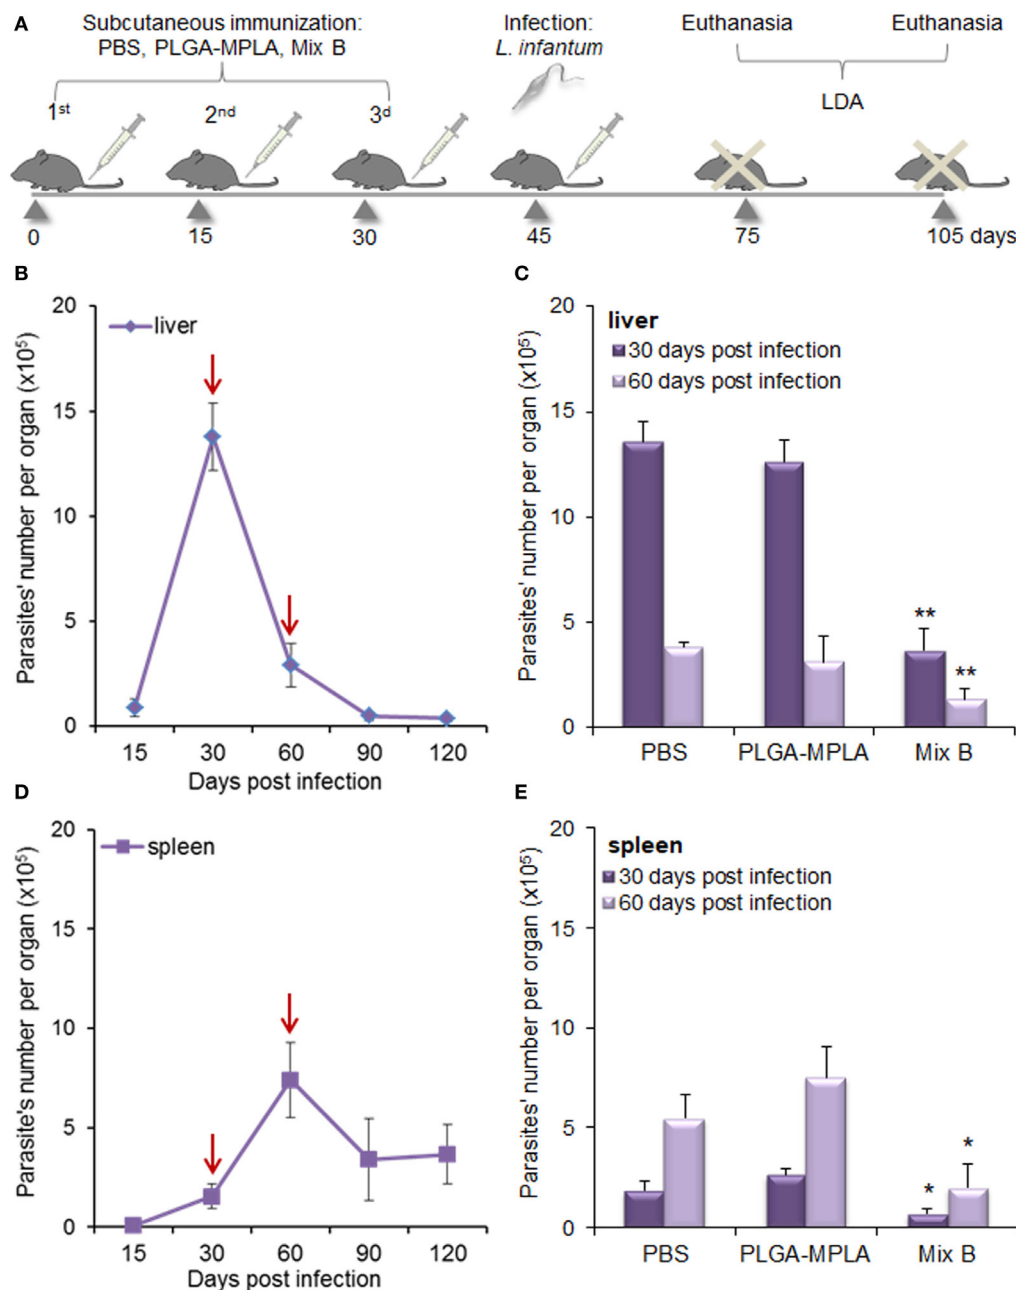 A
Subcutaneous immunization:
PBS, PLGA-MPLA, Mix B
Infection:
L. infantum
Euthanasia
Euthanasia
LDA
1st
2nd
3d
0
15
30
45
75
105 days
B
Parasites' number per organ (x10⁵)
20
15
10
5
0
liver
15
30
60
90
120
Days post infection
C
Parasites' number per organ (x10⁵)
20
15
10
5
0
liver
30 days post infection
60 days post infection
**
**
PBS
PLGA-MPLA
Mix B
D
Parasite's number per organ (x10⁵)
20
15
10
5
0
spleen
15
30
60
90
120
Days post infection
E
Parasites' number per organ (x10⁵)
20
15
10
5
0
spleen
30 days post infection
60 days post infection
*
*
PBS
PLGA-MPLA
Mix B